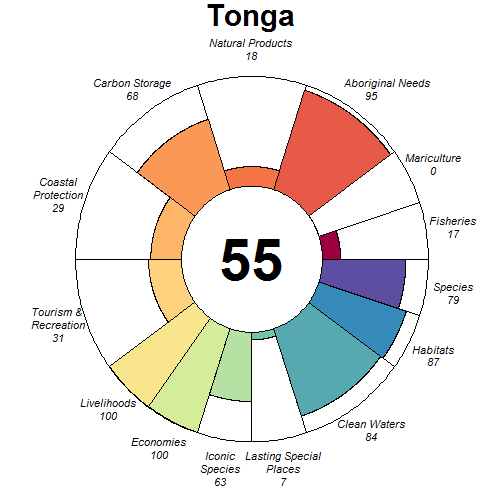 Tonga
Natural Products
18
Carbon Storage
68
Aboriginal Needs
95
Mariculture
0
Coastal
Protection
29
Fisheries
17
55
Species
79
Tourism &
Recreation
31
Habitats
87
Livelihoods
100
Clean Waters
84
Economies
100
Iconic
Species
63
Lasting Special
Places
7